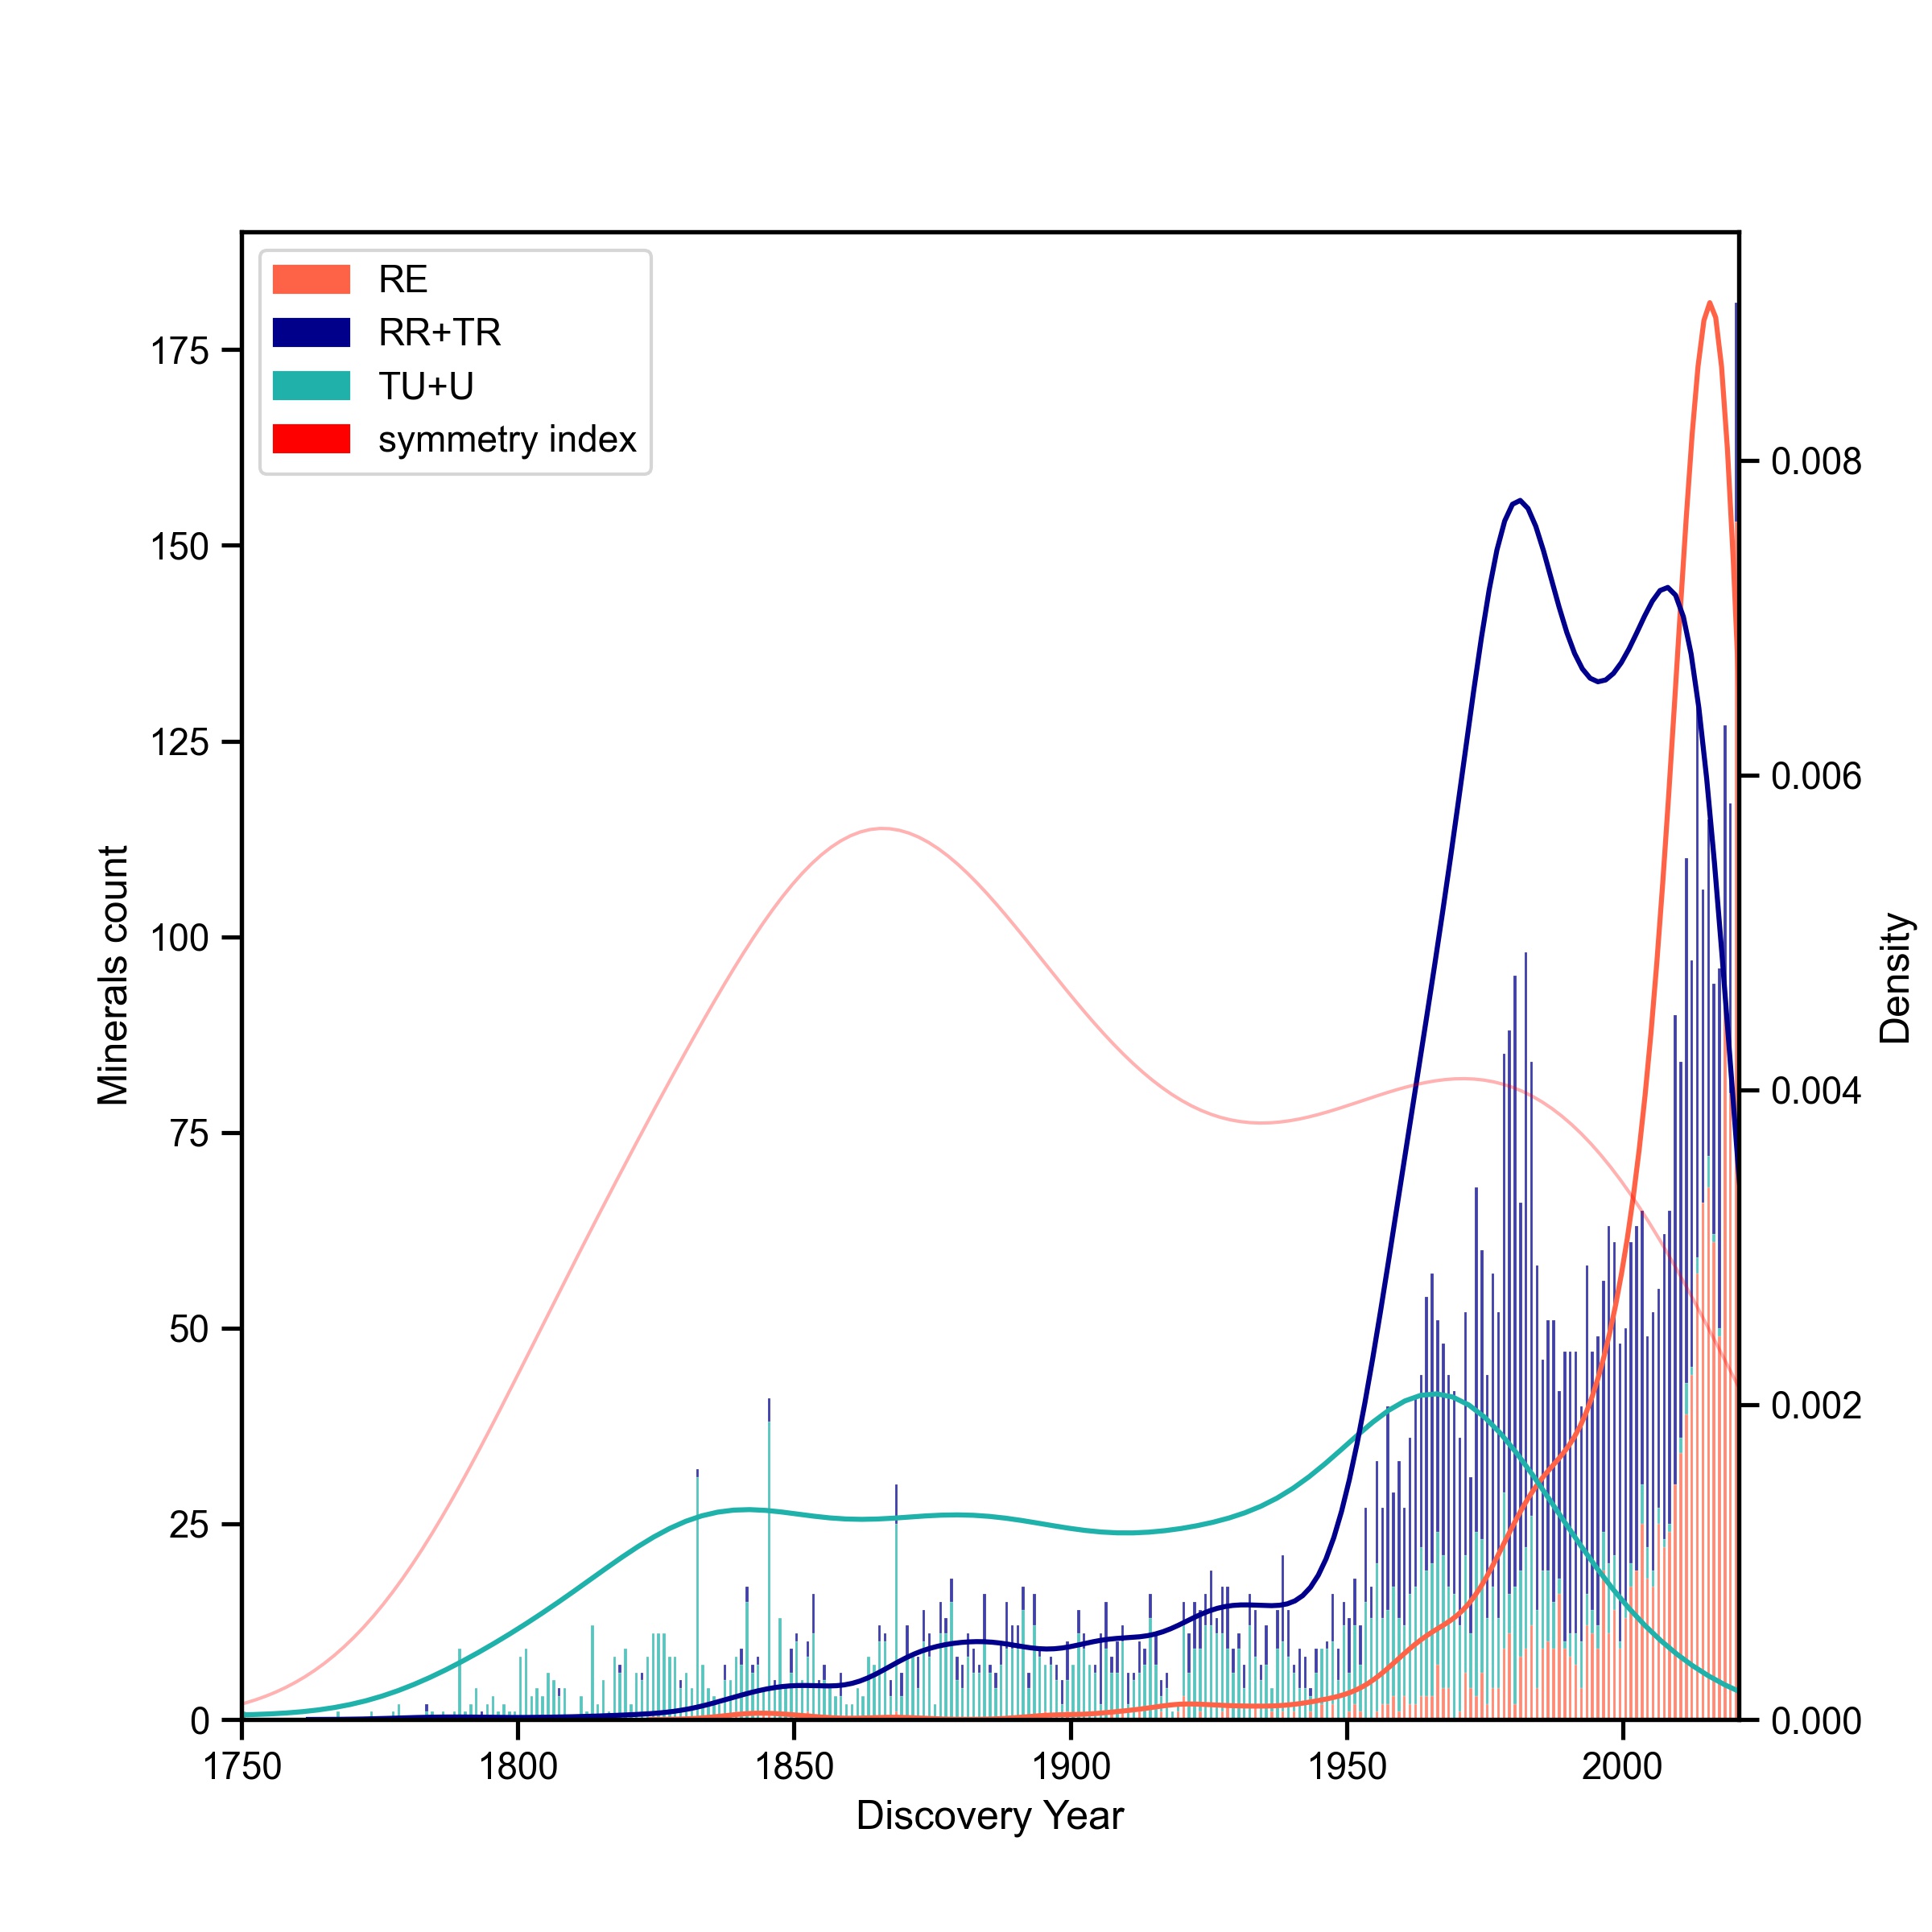 RE
RR+TR
TU+U
symmetry index
175
150
125
100
75
50
25
0
Minerals count
0.008
0.006
0.004
0.002
0.000
Density
1750 1800 1850 1900 1950 2000
Discovery Year